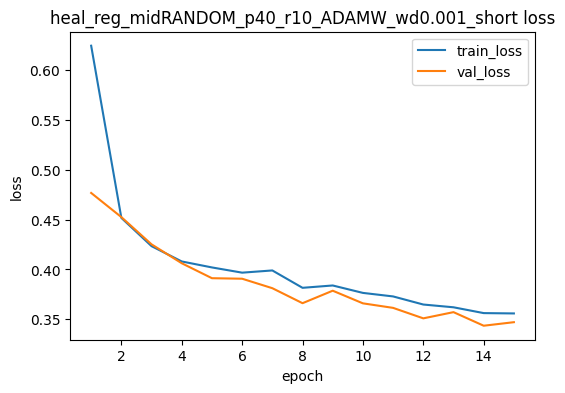 heal_reg_midRANDOM_p40_r10_ADAMW_wd0.001_short loss
train_loss
val_loss
loss
0.60
0.55
0.50
0.45
0.40
0.35
2 4 6 8 10 12 14
epoch